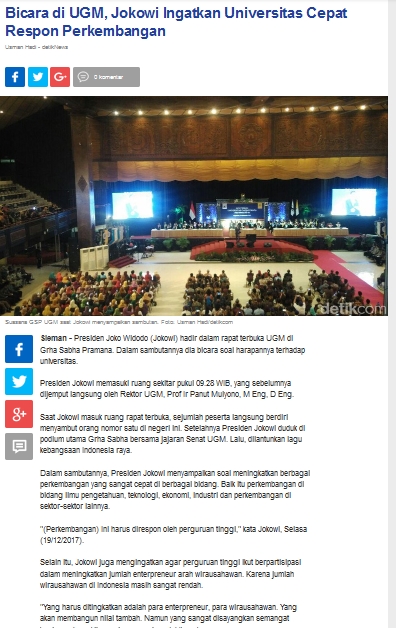 Bicara di UGM, Jokowi Ingatkan Universitas Cepat
Respon Perkembangan
Usman Hadi - detikNews
0 komentar
detikcom
Suasana GSP UGM saat Jokowi menyampaikan sambutan. Foto: Usman Hadi/detikcom
Sleman - Presiden Joko Widodo (Jokowi) hadir dalam rapat terbuka UGM di
Grha Sabha Pramana. Dalam sambutannya dia bicara soal harapannya terhadap
universitas.
Presiden Jokowi memasuki ruang sekitar pukul 09.28 WIB, yang sebelumnya
dijemput langsung oleh Rektor UGM, Prof Ir Panut Mulyono, M Eng, D Eng.
Saat Jokowi masuk ruang rapat terbuka, sejumlah peserta langsung berdiri
menyambut orang nomor satu di negeri ini. Setelahnya Presiden Jokowi duduk di
podium utama Grha Sabha bersama jajaran Senat UGM. Lalu, dilantunkan lagu
kebangsaan Indonesia raya.
Dalam sambutannya, Presiden Jokowi menyampaikan soal meningkatkan berbagai
perkembangan yang sangat cepat di berbagai bidang. Baik itu perkembangan di
bidang ilmu pengetahuan, teknologi, ekonomi, industri dan perkembangan di
sektor-sektor lainnya.
"(Perkembangan) ini harus direspon oleh perguruan tinggi," kata Jokowi, Selasa
(19/12/2017).
Selain itu, Jokowi juga mengingatkan agar perguruan tinggi ikut berpartisipasi
dalam meningkatkan jumlah enterprener arah wirausahawan. Karena jumlah
wirausahawan di Indonesia masih sangat rendah.
"Yang harus ditingkatkan adalah para enterprener, para wirausahawan. Yang
akan membangun nilai tambah. Namun yang sangat disayangkan semangat